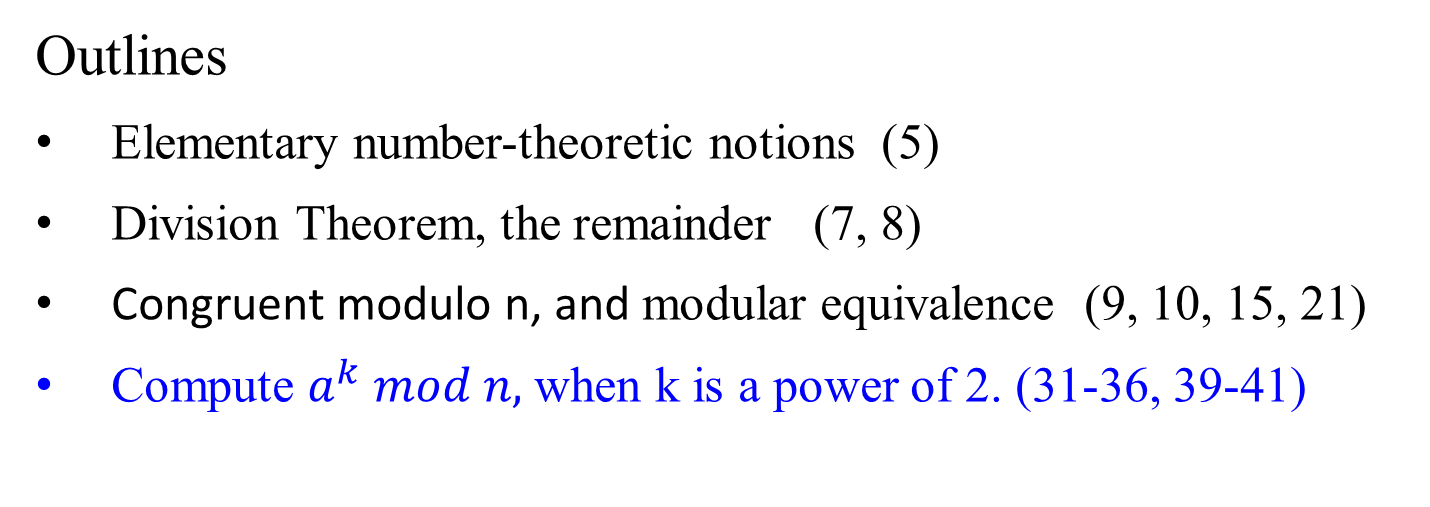 Outlines
• Elementary number-theoretic notions (5)
• Division Theorem, the remainder (7, 8)
• Congruent modulo n, and modular equivalence (9, 10, 15, 21)
• Compute a^k mod n, when k is a power of 2. (31-36, 39-41)